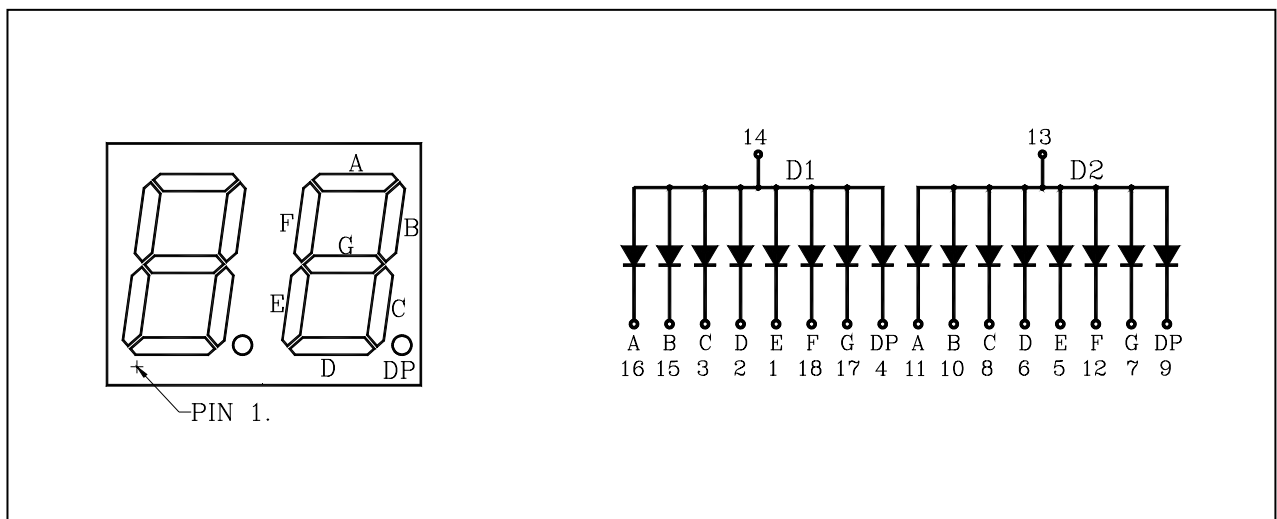 14 13
D1 D2
A
F B
G
E C
D DP
PIN 1.
A B C D E F G DP A B C D E F G DP
16 15 3 2 1 18 17 4 11 10 8 6 5 12 7 9